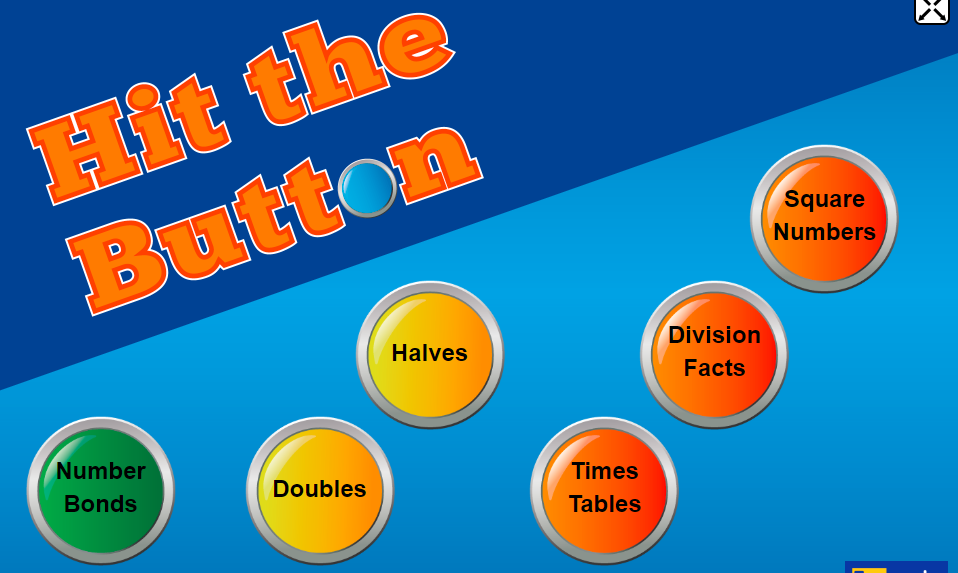 Hit the
Button
Square
Numbers
Halves
Division
Facts
Number
Bonds
Doubles
Times
Tables